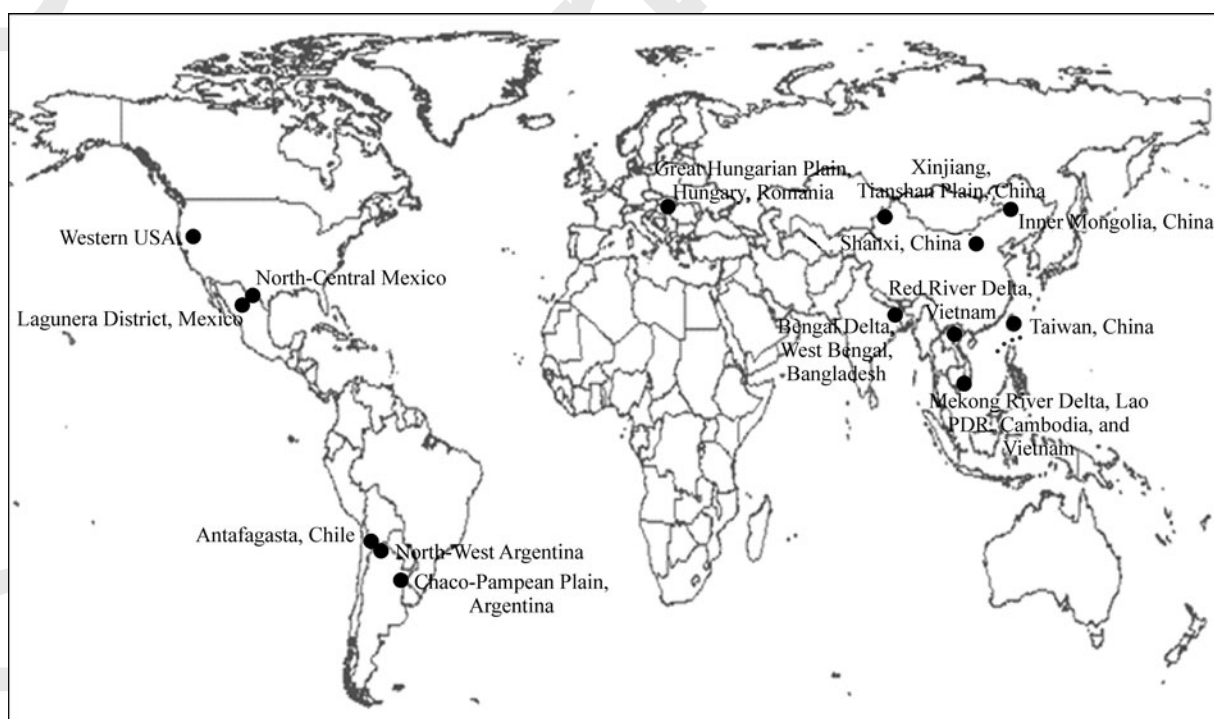 Great Hungarian Plain,
Hungary, Romania
Xinjiang,
Tianshan Plain, China
Inner Mongolia, China
Shanxi, China
Western USA
North-Central Mexico
Lagunera District, Mexico
Red River Delta,
Vietnam
Taiwan, China
Bengal Delta,
West Bengal,
Bangladesh
Mekong River Delta, Lao
PDR, Cambodia, and
Vietnam
Antafagasta, Chile
North-West Argentina
Chaco-Pampean Plain,
Argentina